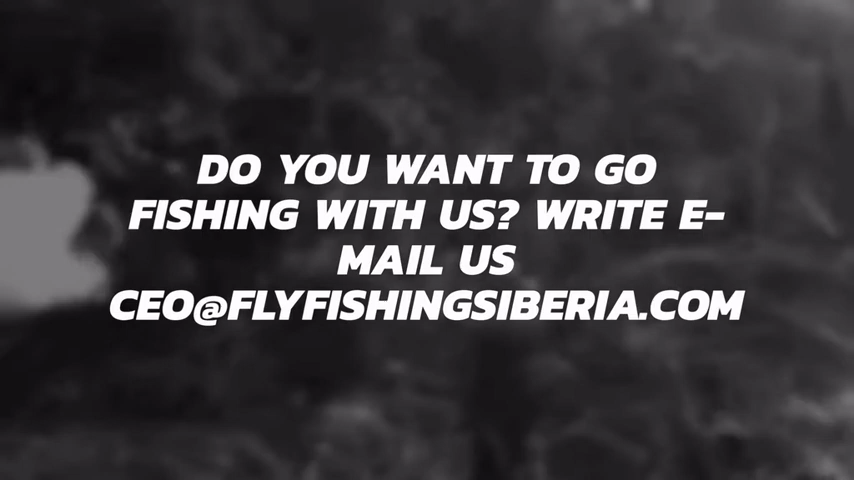 DO YOU WANT TO GO
FISHING WITH US? WRITE E-
MAIL US
CEO@FLYFISHINGSIBERIA.COM